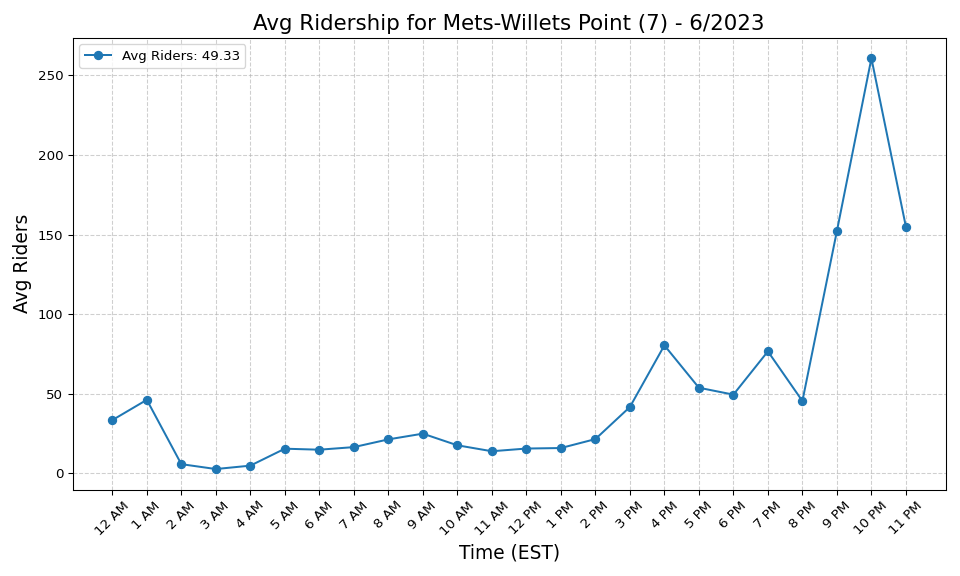 Avg Ridership for Mets-Willets Point (7) - 6/2023
Avg Riders: 49.33
Avg Riders
250
200
150
100
50
0
12 AM
1 AM
2 AM
3 AM
4 AM
5 AM
6 AM
7 AM
8 AM
9 AM
10 AM
11 AM
12 PM
1 PM
2 PM
3 PM
4 PM
5 PM
6 PM
7 PM
8 PM
9 PM
10 PM
11 PM
Time (EST)